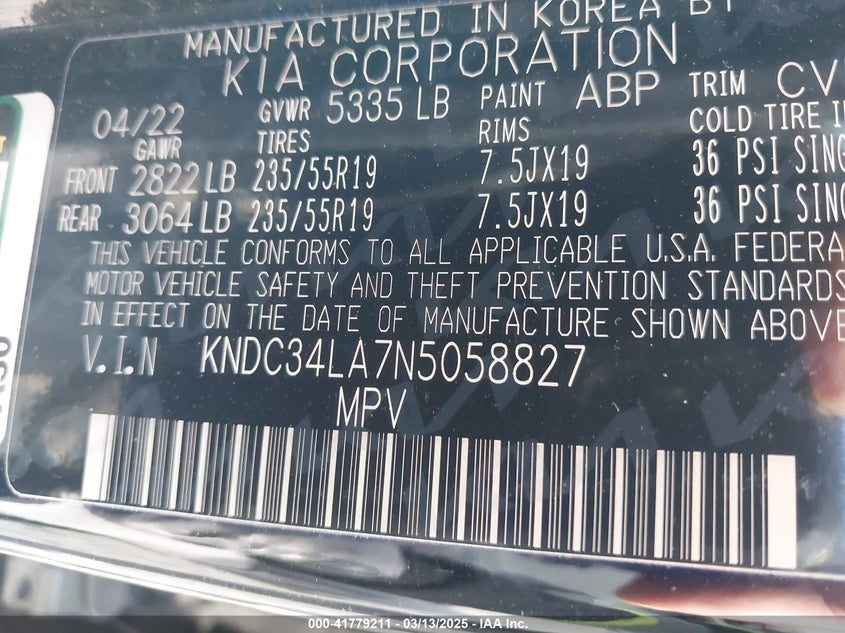 MANUFACTURED IN KOREA BY
KIA CORPORATION
04/22 GVWR 5335 LB PAINT ABP TRIM CV
GAWR TIRES RIMS COLD TIRE
FRONT 2822 LB 235/55R19 7.5JX19 36 PSI
REAR 3064 LB 235/55R19 7.5JX19 36 PSI
THIS VEHICLE CONFORMS TO ALL APPLICABLE U.S.A. FEDERA
MOTOR VEHICLE SAFETY AND THEFT PREVENTION STANDARDS
IN EFFECT ON THE DATE OF MANUFACTURE SHOWN ABOVE
V.I.N KNDC34LA7N5058827
MPV
000-41779211 - 03/13/2025 - IAA Inc.